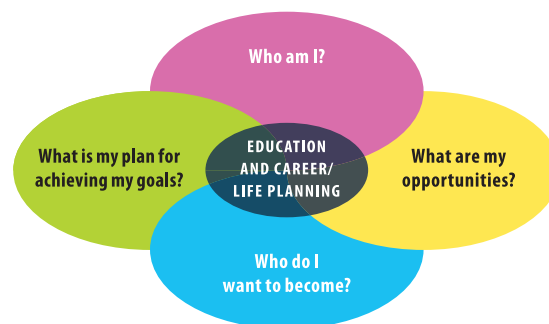 Who am I?
What is my plan for
achieving my goals?
EDUCATION
AND CAREER/
LIFE PLANNING
What are my
opportunities?
Who do I
want to become?